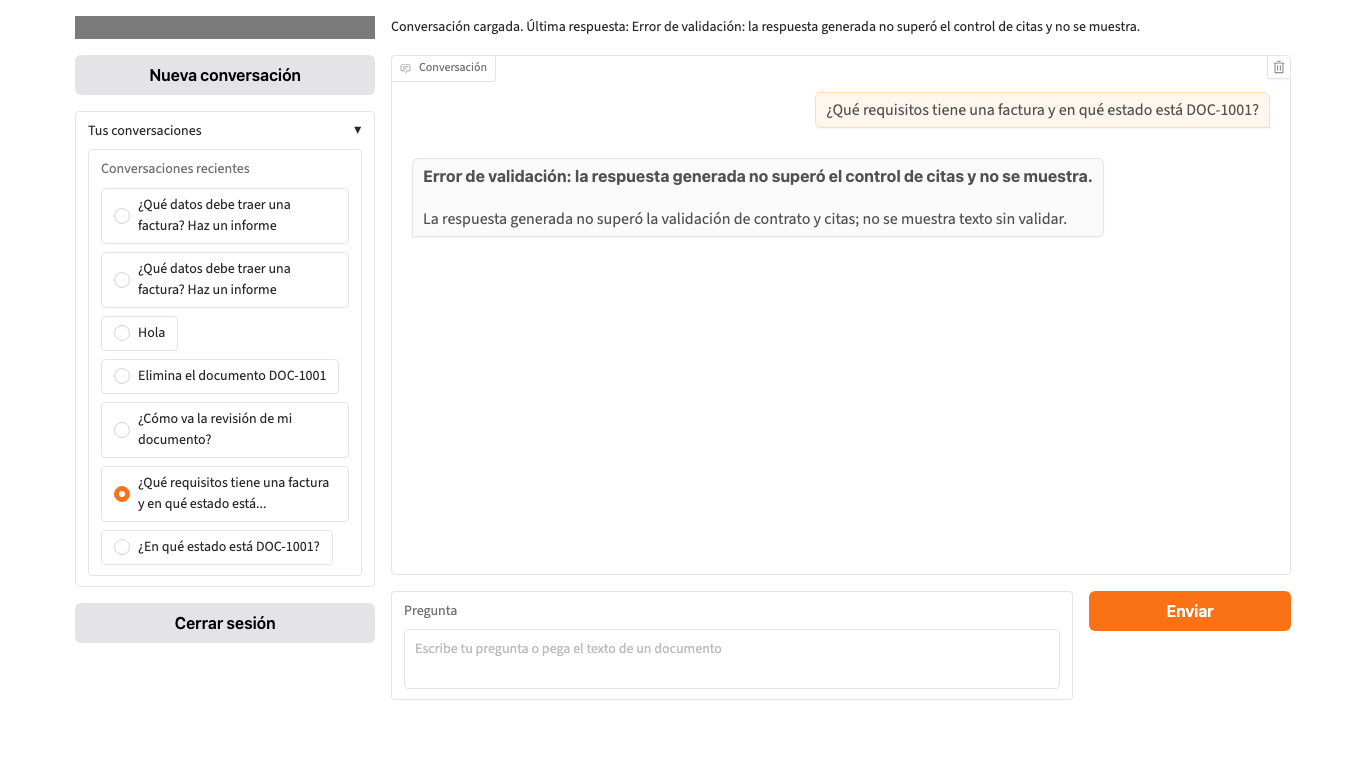 Conversación cargada. Última respuesta: Error de validación: la respuesta generada no superó el control de citas y no se muestra.
Nueva conversación
Tus conversaciones ▼
Conversaciones recientes
¿Qué datos debe traer una
factura? Haz un informe
¿Qué datos debe traer una
factura? Haz un informe
Hola
Elimina el documento DOC-1001
¿Cómo va la revisión de mi
documento?
¿Qué requisitos tiene una factura
y en qué estado está...
¿En qué estado está DOC-1001?
Cerrar sesión
Conversación
¿Qué requisitos tiene una factura y en qué estado está DOC-1001?
Error de validación: la respuesta generada no superó el control de citas y no se muestra.
La respuesta generada no superó la validación de contrato y citas; no se muestra texto sin validar.
Pregunta
Escribe tu pregunta o pega el texto de un documento
Enviar